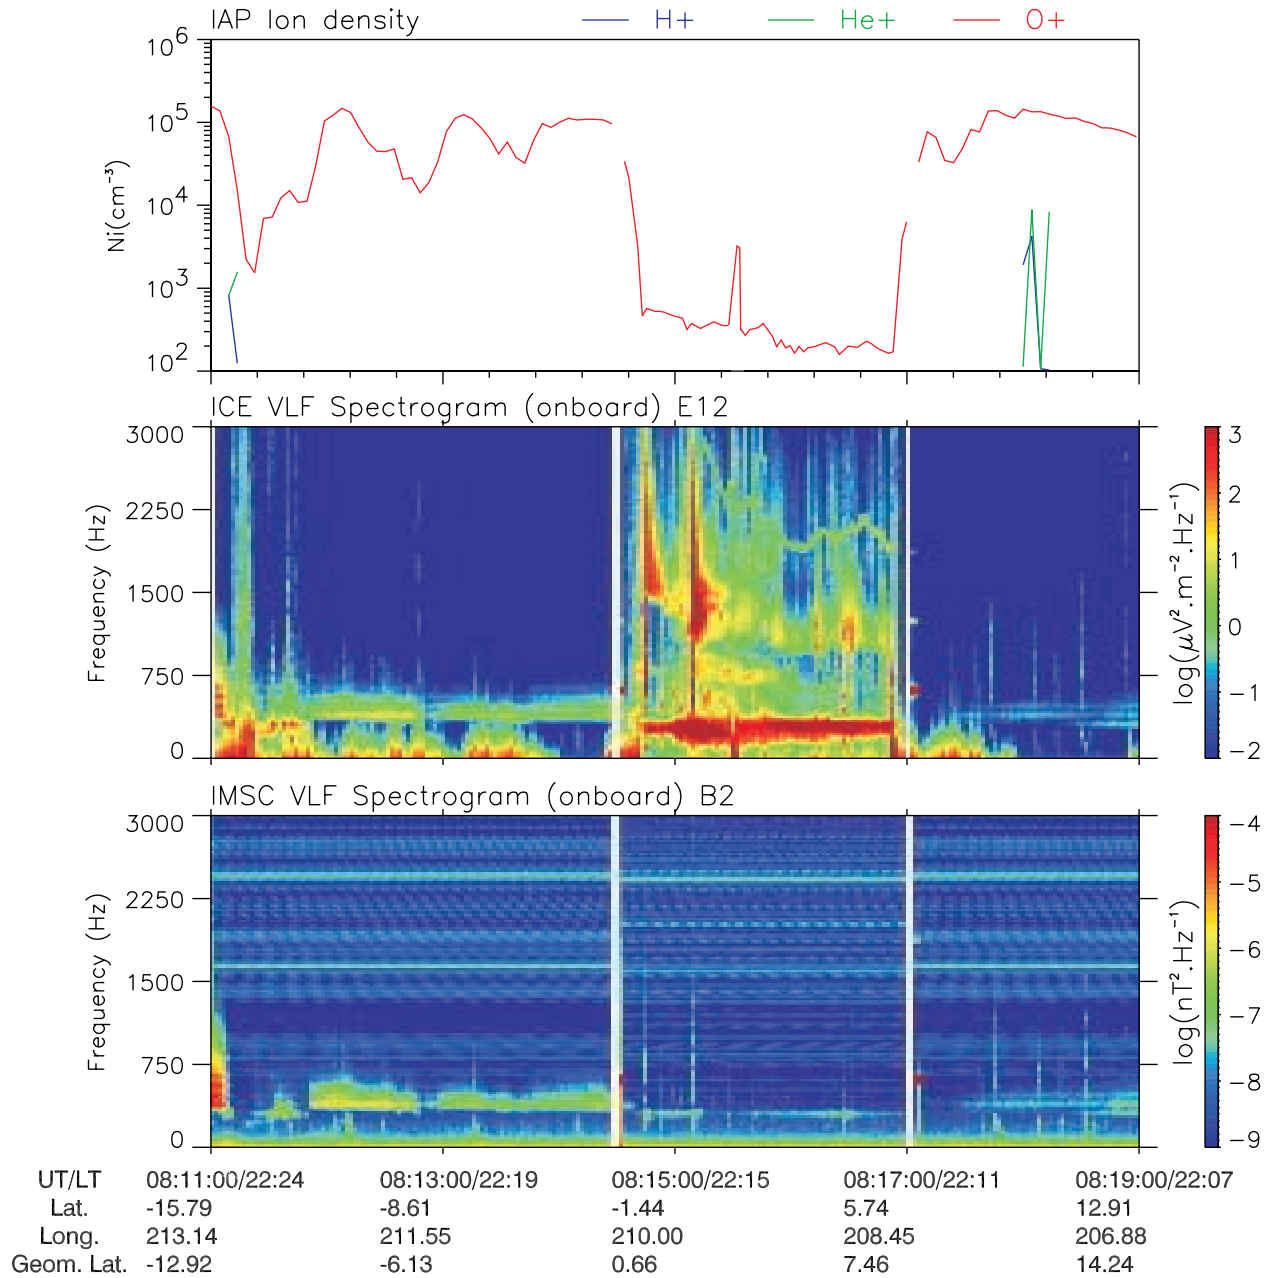 IAP Ion density H+ He+ O+
10⁶
10⁵
10⁴
10³
10²
Ni(cm⁻³)
ICE VLF Spectrogram (onboard) E12
3000
2250
1500
750
0
Frequency (Hz)
3
2
1
0
−1
−2
log(μV².m⁻².Hz⁻¹)
IMSC VLF Spectrogram (onboard) B2
3000
2250
1500
750
0
Frequency (Hz)
−4
−5
−6
−7
−8
−9
log(nT².Hz⁻¹)
UT/LT 08:11:00/22:24 08:13:00/22:19 08:15:00/22:15 08:17:00/22:11 08:19:00/22:07
Lat. -15.79 -8.61 -1.44 5.74 12.91
Long. 213.14 211.55 210.00 208.45 206.88
Geom. Lat. -12.92 -6.13 0.66 7.46 14.24